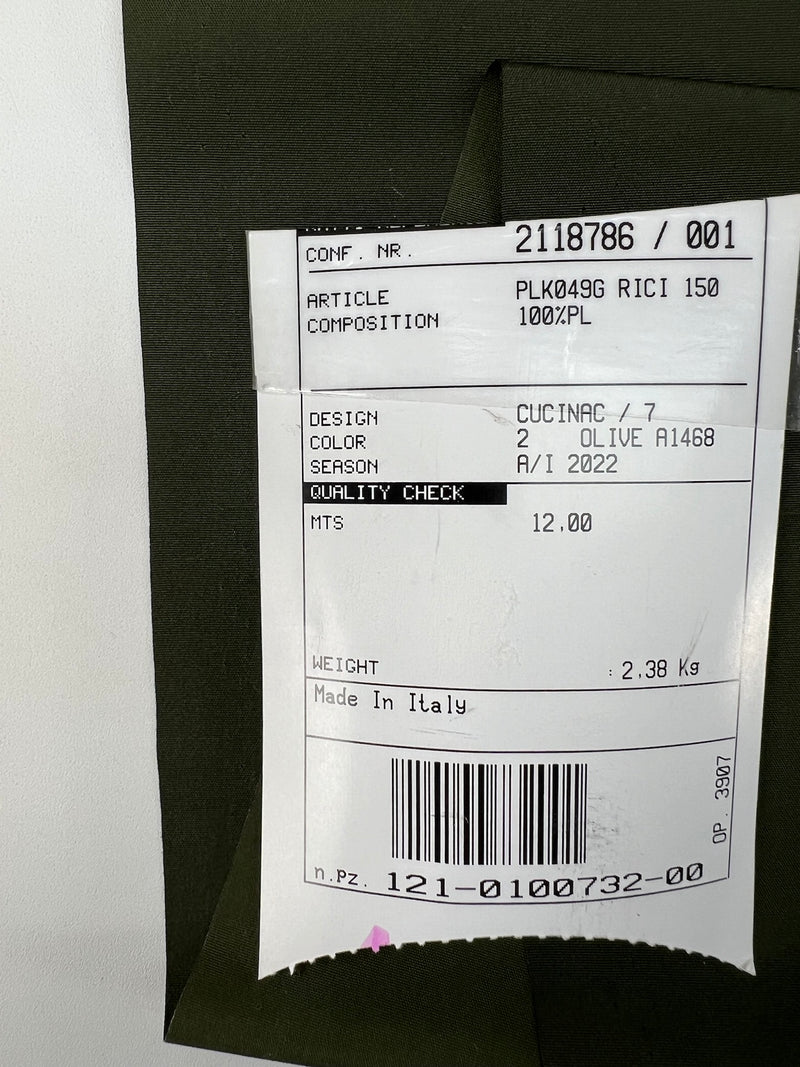 CONF. NR. 2118786 / 001
ARTICLE PLK049G RICI 150
COMPOSITION 100%PL
DESIGN CUCINAC / 7
COLOR 2 OLIVE A1468
SEASON A/I 2022
QUALITY CHECK
MTS 12,00
WEIGHT : 2,38 Kg
Made In Italy
OP. 3907
n.Pz. 121-0100732-00